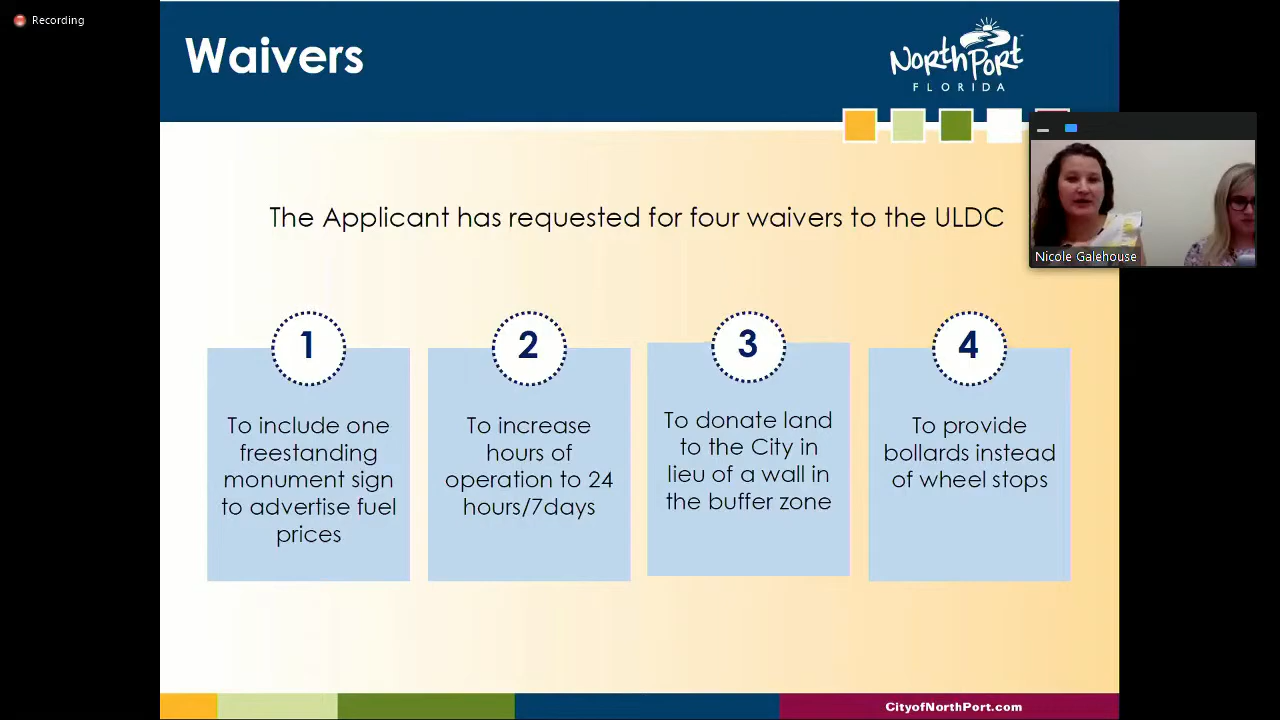 Recording
Waivers
NorthPort
FLORIDA
The Applicant has requested for four waivers to the ULDC
Nicole Galehouse
1
To include one
freestanding
monument sign
to advertise fuel
prices
2
To increase
hours of
operation to 24
hours/7days
3
To donate land
to the City in
lieu of a wall in
the buffer zone
4
To provide
bollards instead
of wheel stops
CityofNorthPort.com